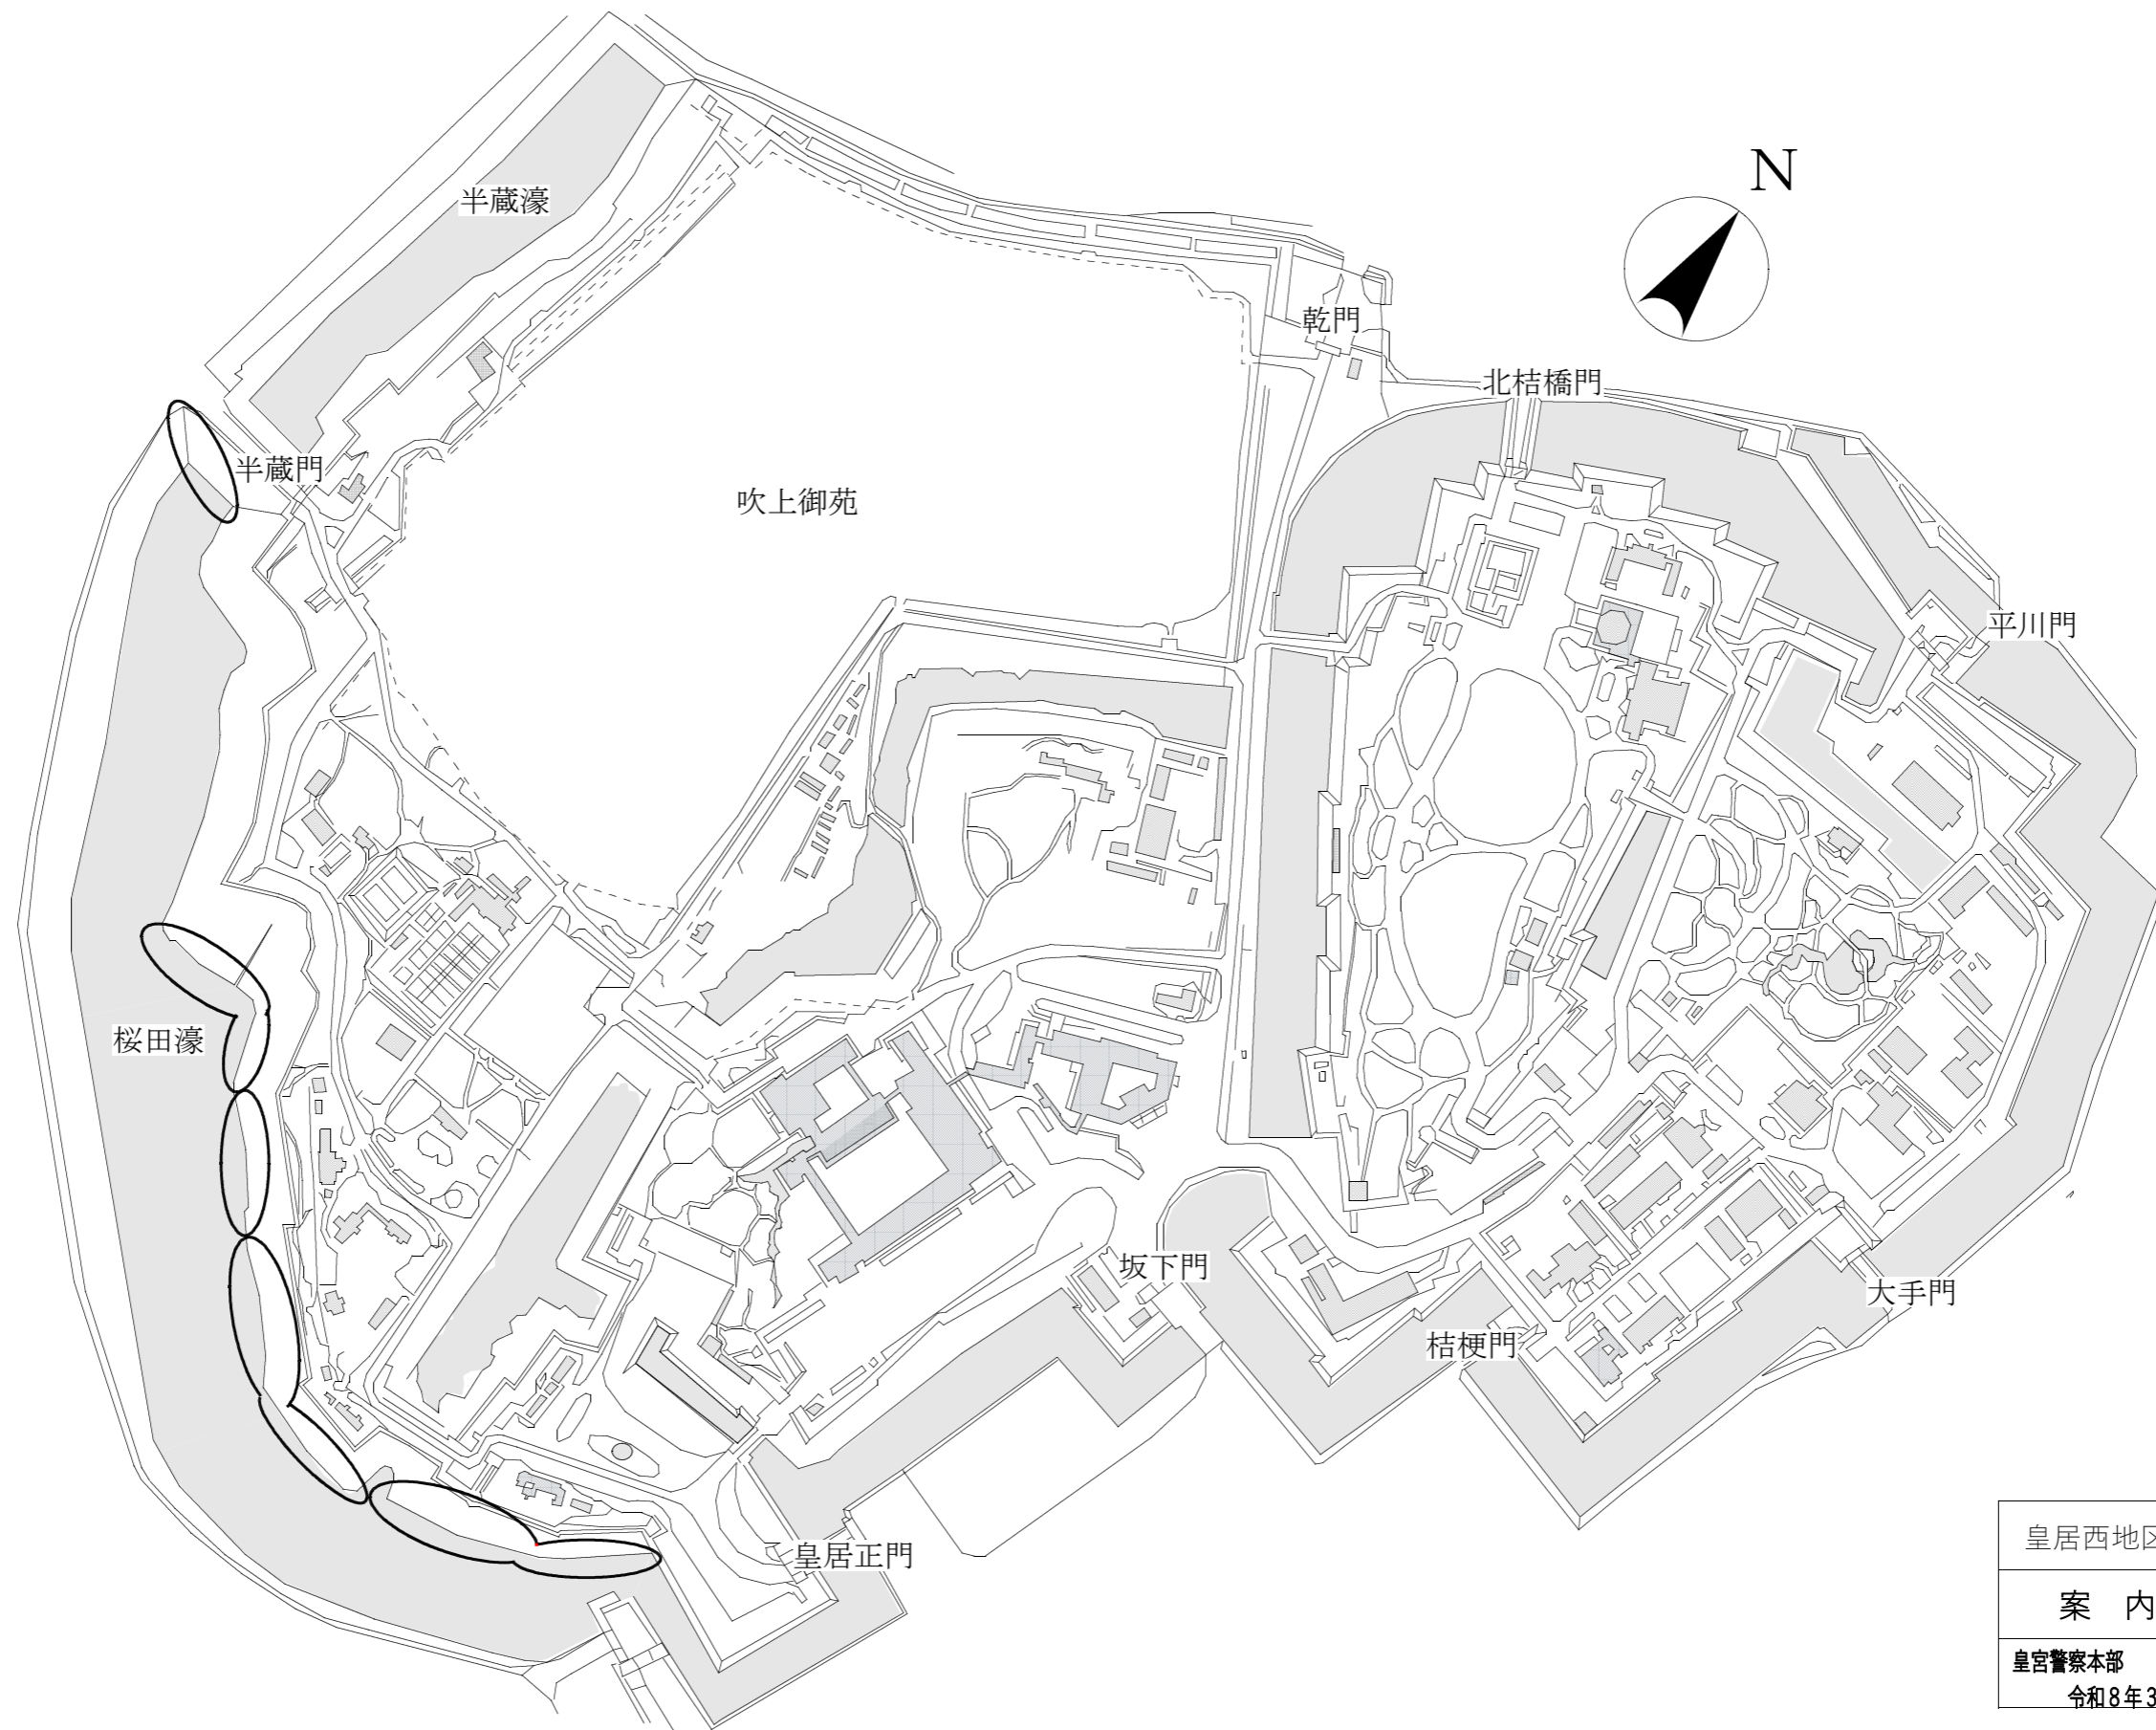 N
半蔵濠
乾門
北桔橋門
半蔵門
吹上御苑
平川門
桜田濠
坂下門
大手門
桔梗門
皇居正門
皇居西地区
案 内
皇宮警察本部
令和8年3